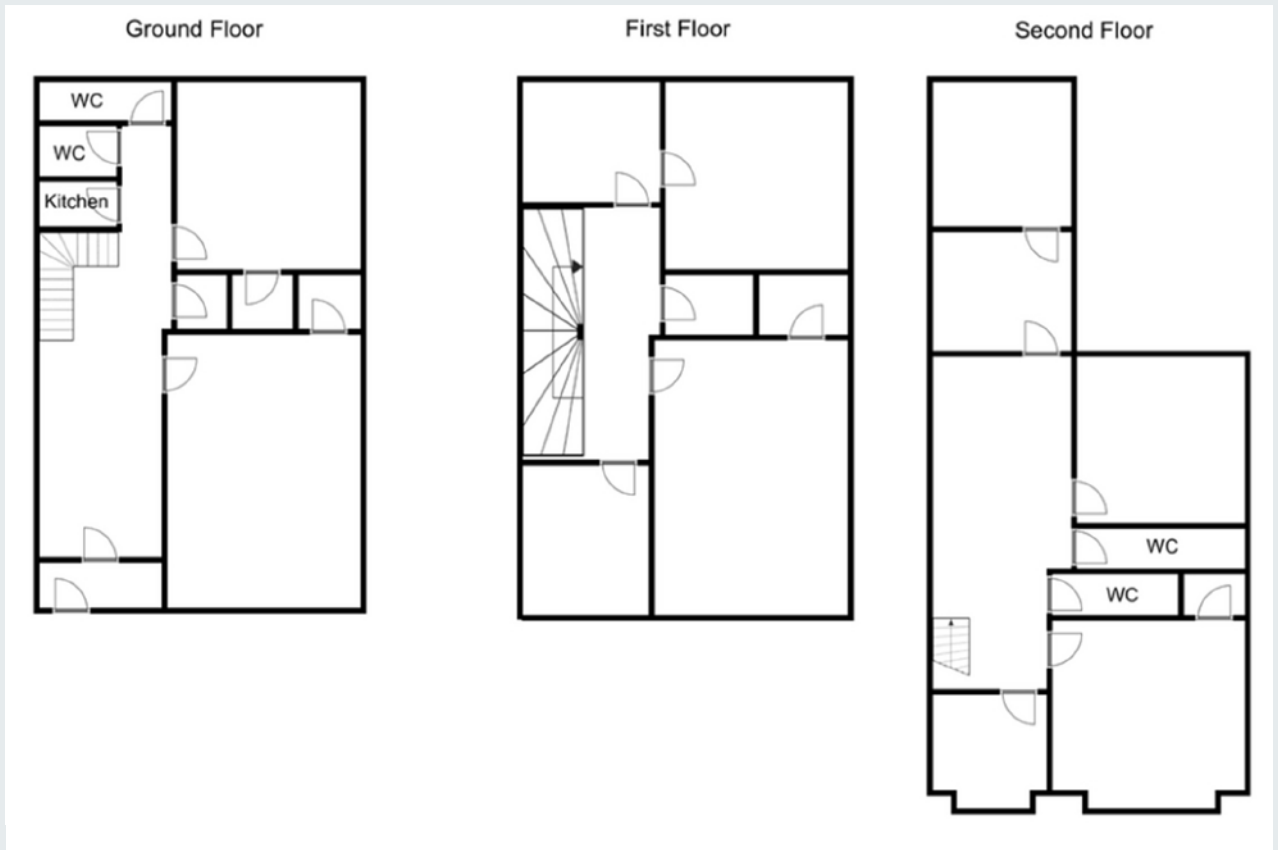 Ground Floor
First Floor
Second Floor
WC
WC
Kitchen
WC
WC